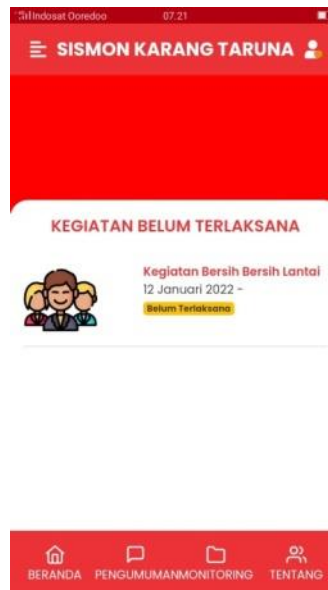 Indosat Ooredoo 07.21
SISMON KARANG TARUNA
KEGIATAN BELUM TERLAKSANA
Kegiatan Bersih Bersih Lantai
12 Januari 2022 -
Belum Terlaksana
BERANDA PENGUMUMAN MONITORING TENTANG